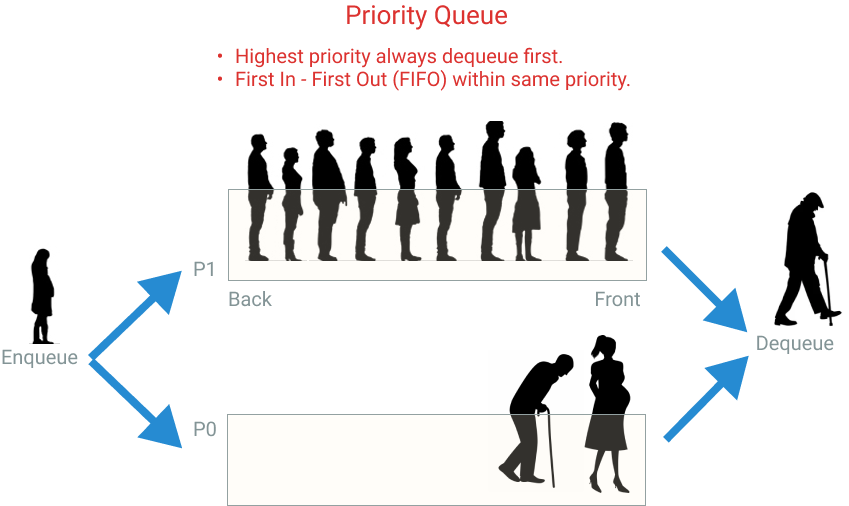 Priority Queue
• Highest priority always dequeue first.
• First In - First Out (FIFO) within same priority.
P1
Back
Front
Enqueue
Dequeue
P0